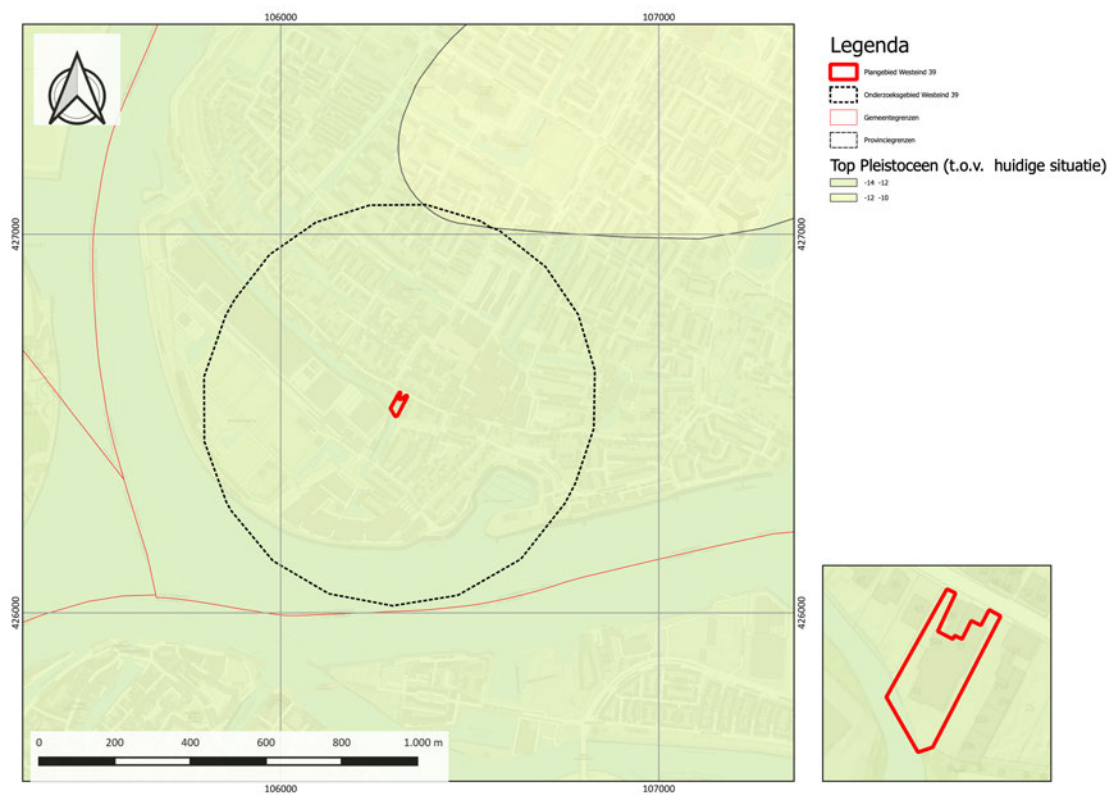 106000
107000
Legenda
Plangebied Westeind 39
Onderzoeksgebied Westeind 39
Gemeentegrenzen
Provinciegrenzen
Top Pleistoceen (t.o.v. huidige situatie)
-14 -12
-12 -10
427000
427000
426000
426000
0 200 400 600 800 1.000 m
106000
107000